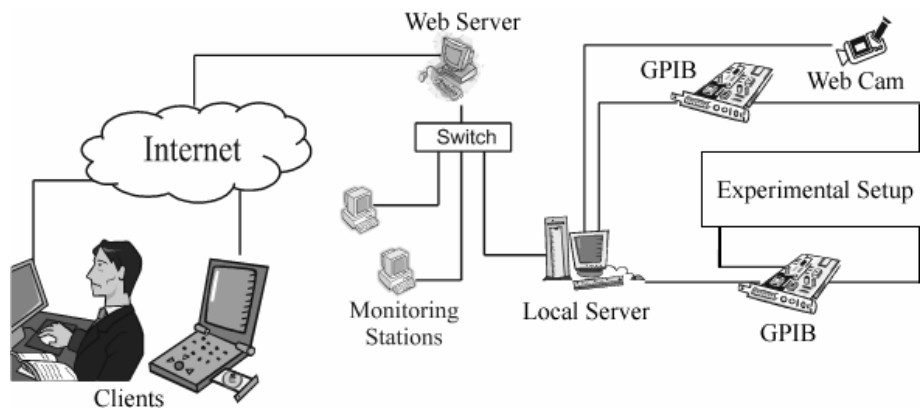 Web Server
GPIB
Web Cam
Switch
Internet
Experimental Setup
Monitoring
Stations
Local Server
GPIB
Clients